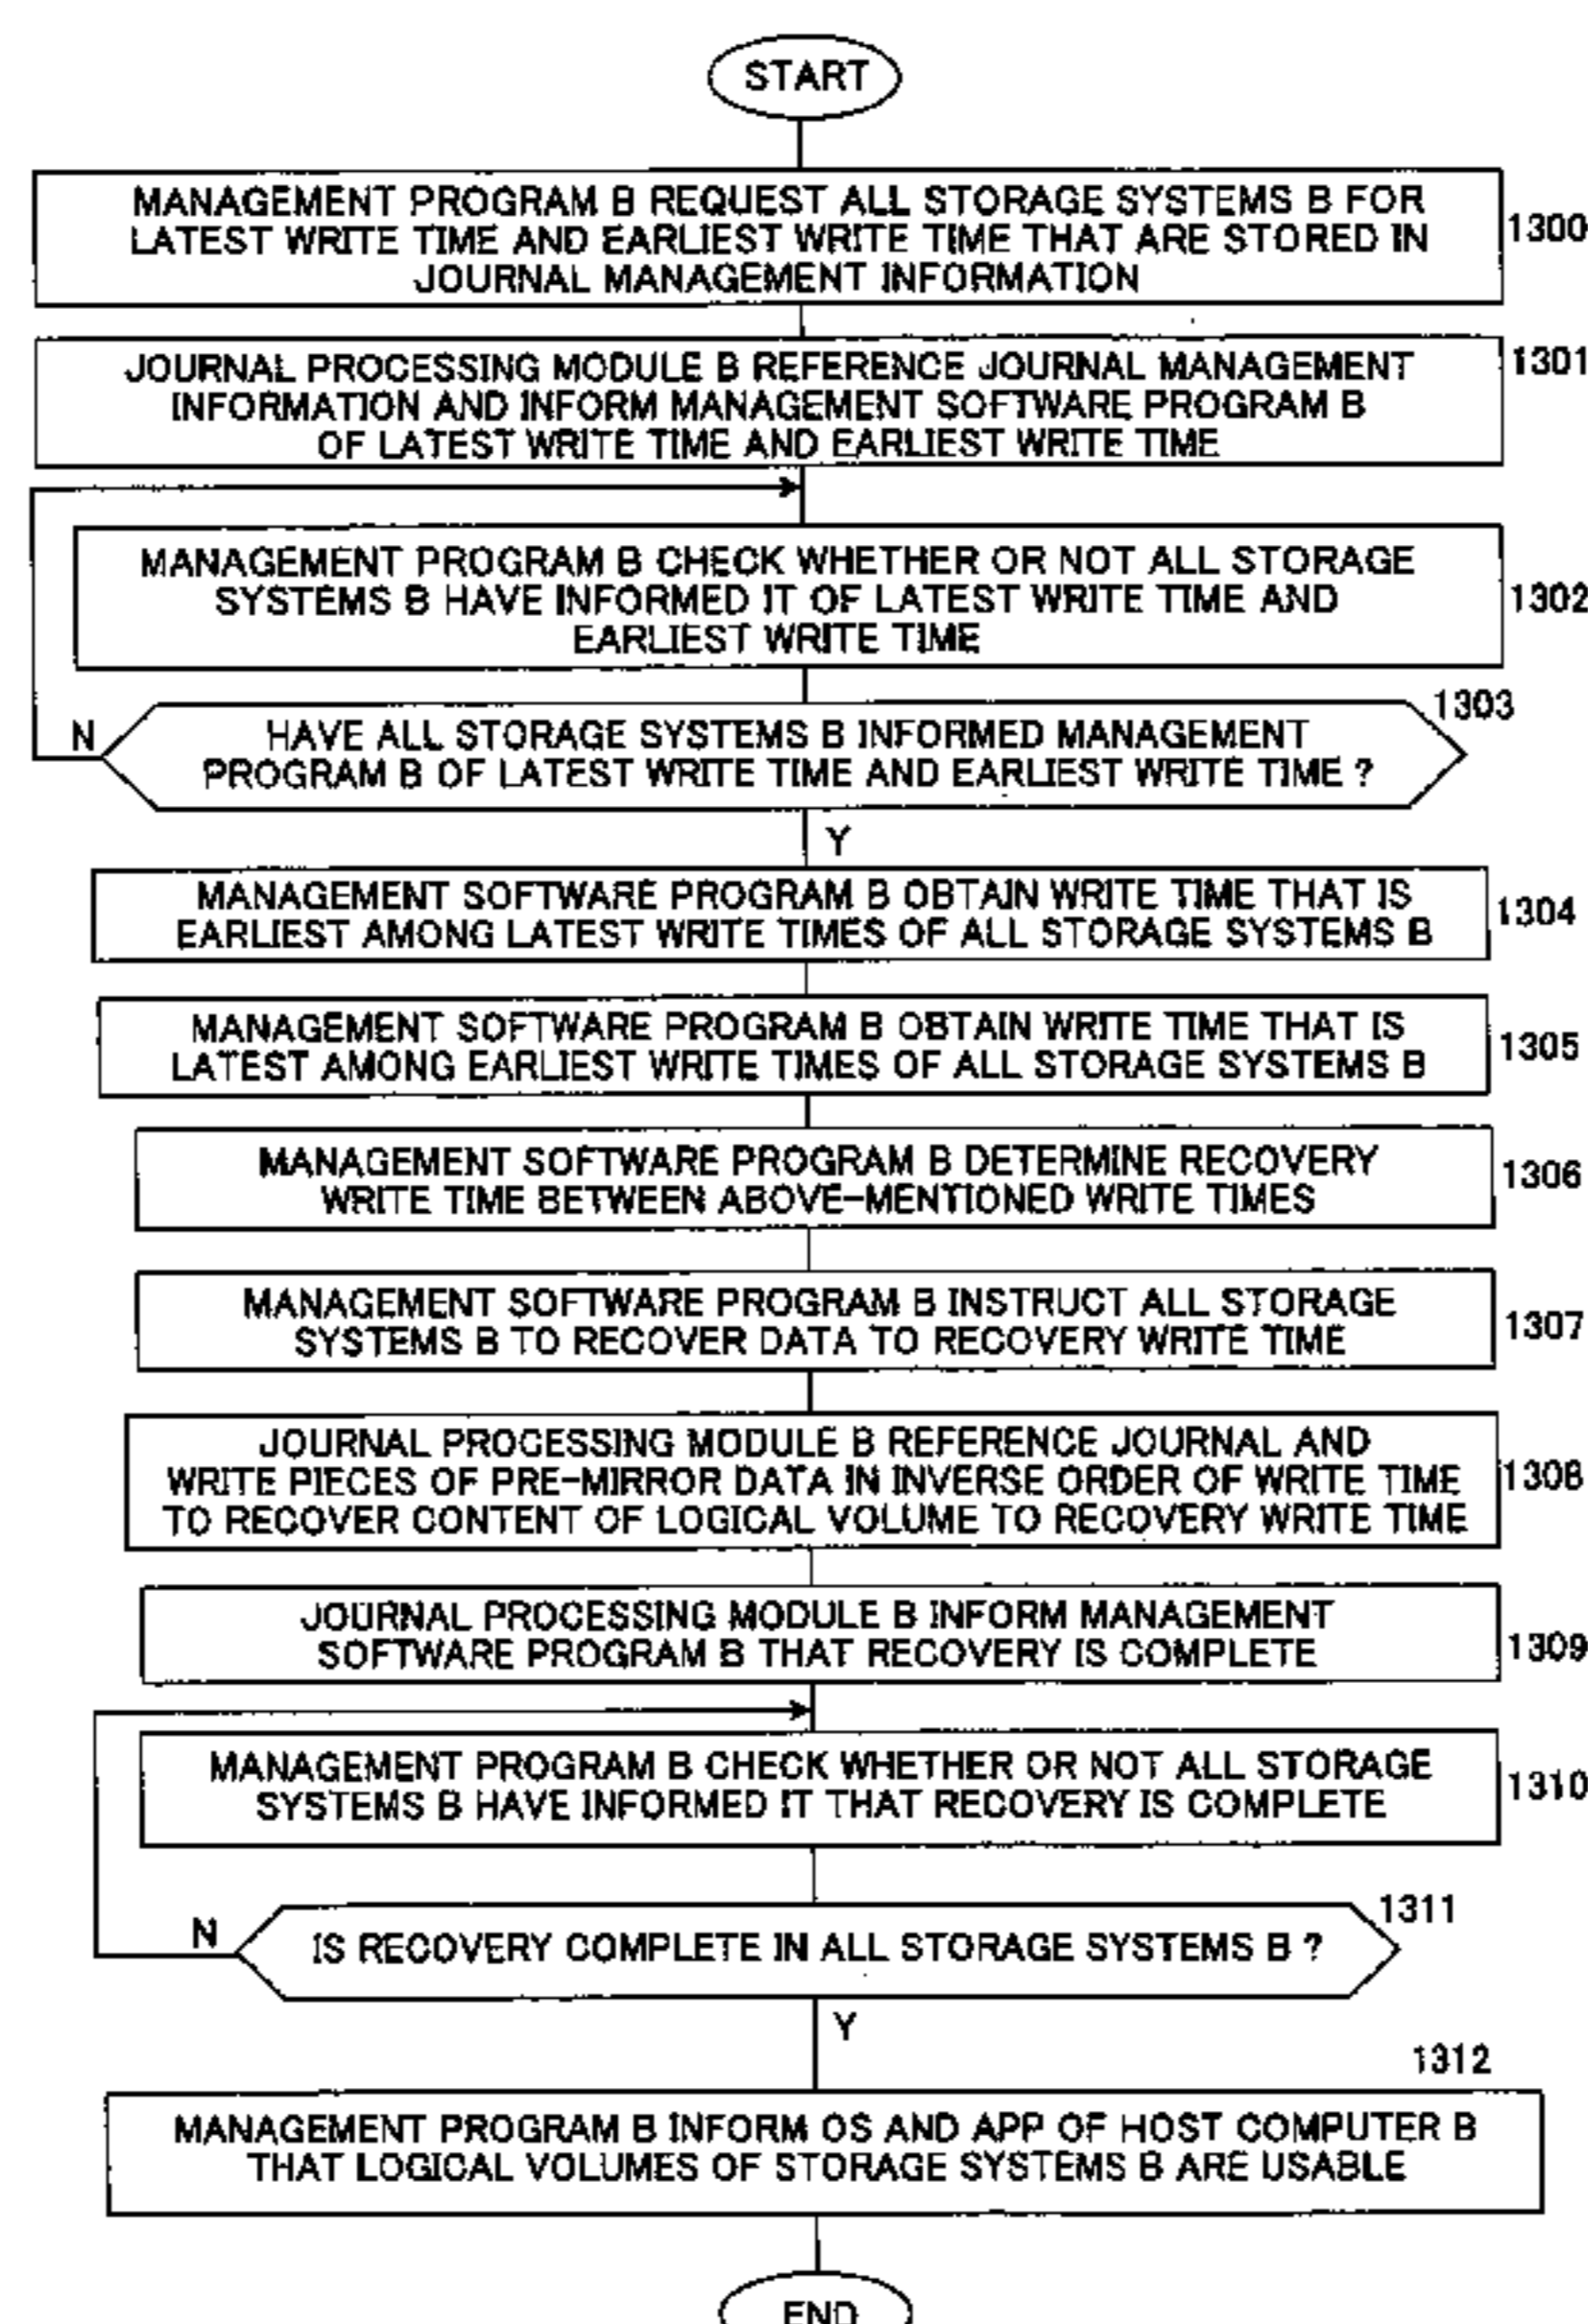 START
MANAGEMENT PROGRAM B REQUEST ALL STORAGE SYSTEMS B FOR
LATEST WRITE TIME AND EARLIEST WRITE TIME THAT ARE STORED IN
JOURNAL MANAGEMENT INFORMATION
1300
JOURNAL PROCESSING MODULE B REFERENCE JOURNAL MANAGEMENT
INFORMATION AND INFORM MANAGEMENT SOFTWARE PROGRAM B
OF LATEST WRITE TIME AND EARLIEST WRITE TIME
1301
MANAGEMENT PROGRAM B CHECK WHETHER OR NOT ALL STORAGE
SYSTEMS B HAVE INFORMED IT OF LATEST WRITE TIME AND
EARLIEST WRITE TIME
1302
1303
N
HAVE ALL STORAGE SYSTEMS B INFORMED MANAGEMENT
PROGRAM B OF LATEST WRITE TIME AND EARLIEST WRITE TIME ?
Y
MANAGEMENT SOFTWARE PROGRAM B OBTAIN WRITE TIME THAT IS
EARLIEST AMONG LATEST WRITE TIMES OF ALL STORAGE SYSTEMS B
1304
MANAGEMENT SOFTWARE PROGRAM B OBTAIN WRITE TIME THAT IS
LATEST AMONG EARLIEST WRITE TIMES OF ALL STORAGE SYSTEMS B
1305
MANAGEMENT SOFTWARE PROGRAM B DETERMINE RECOVERY
WRITE TIME BETWEEN ABOVE-MENTIONED WRITE TIMES
1306
MANAGEMENT SOFTWARE PROGRAM B INSTRUCT ALL STORAGE
SYSTEMS B TO RECOVER DATA TO RECOVERY WRITE TIME
1307
JOURNAL PROCESSING MODULE B REFERENCE JOURNAL AND
WRITE PIECES OF PRE-MIRROR DATA IN INVERSE ORDER OF WRITE TIME
TO RECOVER CONTENT OF LOGICAL VOLUME TO RECOVERY WRITE TIME
1308
JOURNAL PROCESSING MODULE B INFORM MANAGEMENT
SOFTWARE PROGRAM B THAT RECOVERY IS COMPLETE
1309
MANAGEMENT PROGRAM B CHECK WHETHER OR NOT ALL STORAGE
SYSTEMS B HAVE INFORMED IT THAT RECOVERY IS COMPLETE
1310
1311
N
IS RECOVERY COMPLETE IN ALL STORAGE SYSTEMS B ?
Y
1312
MANAGEMENT PROGRAM B INFORM OS AND APP OF HOST COMPUTER B
THAT LOGICAL VOLUMES OF STORAGE SYSTEMS B ARE USABLE
END